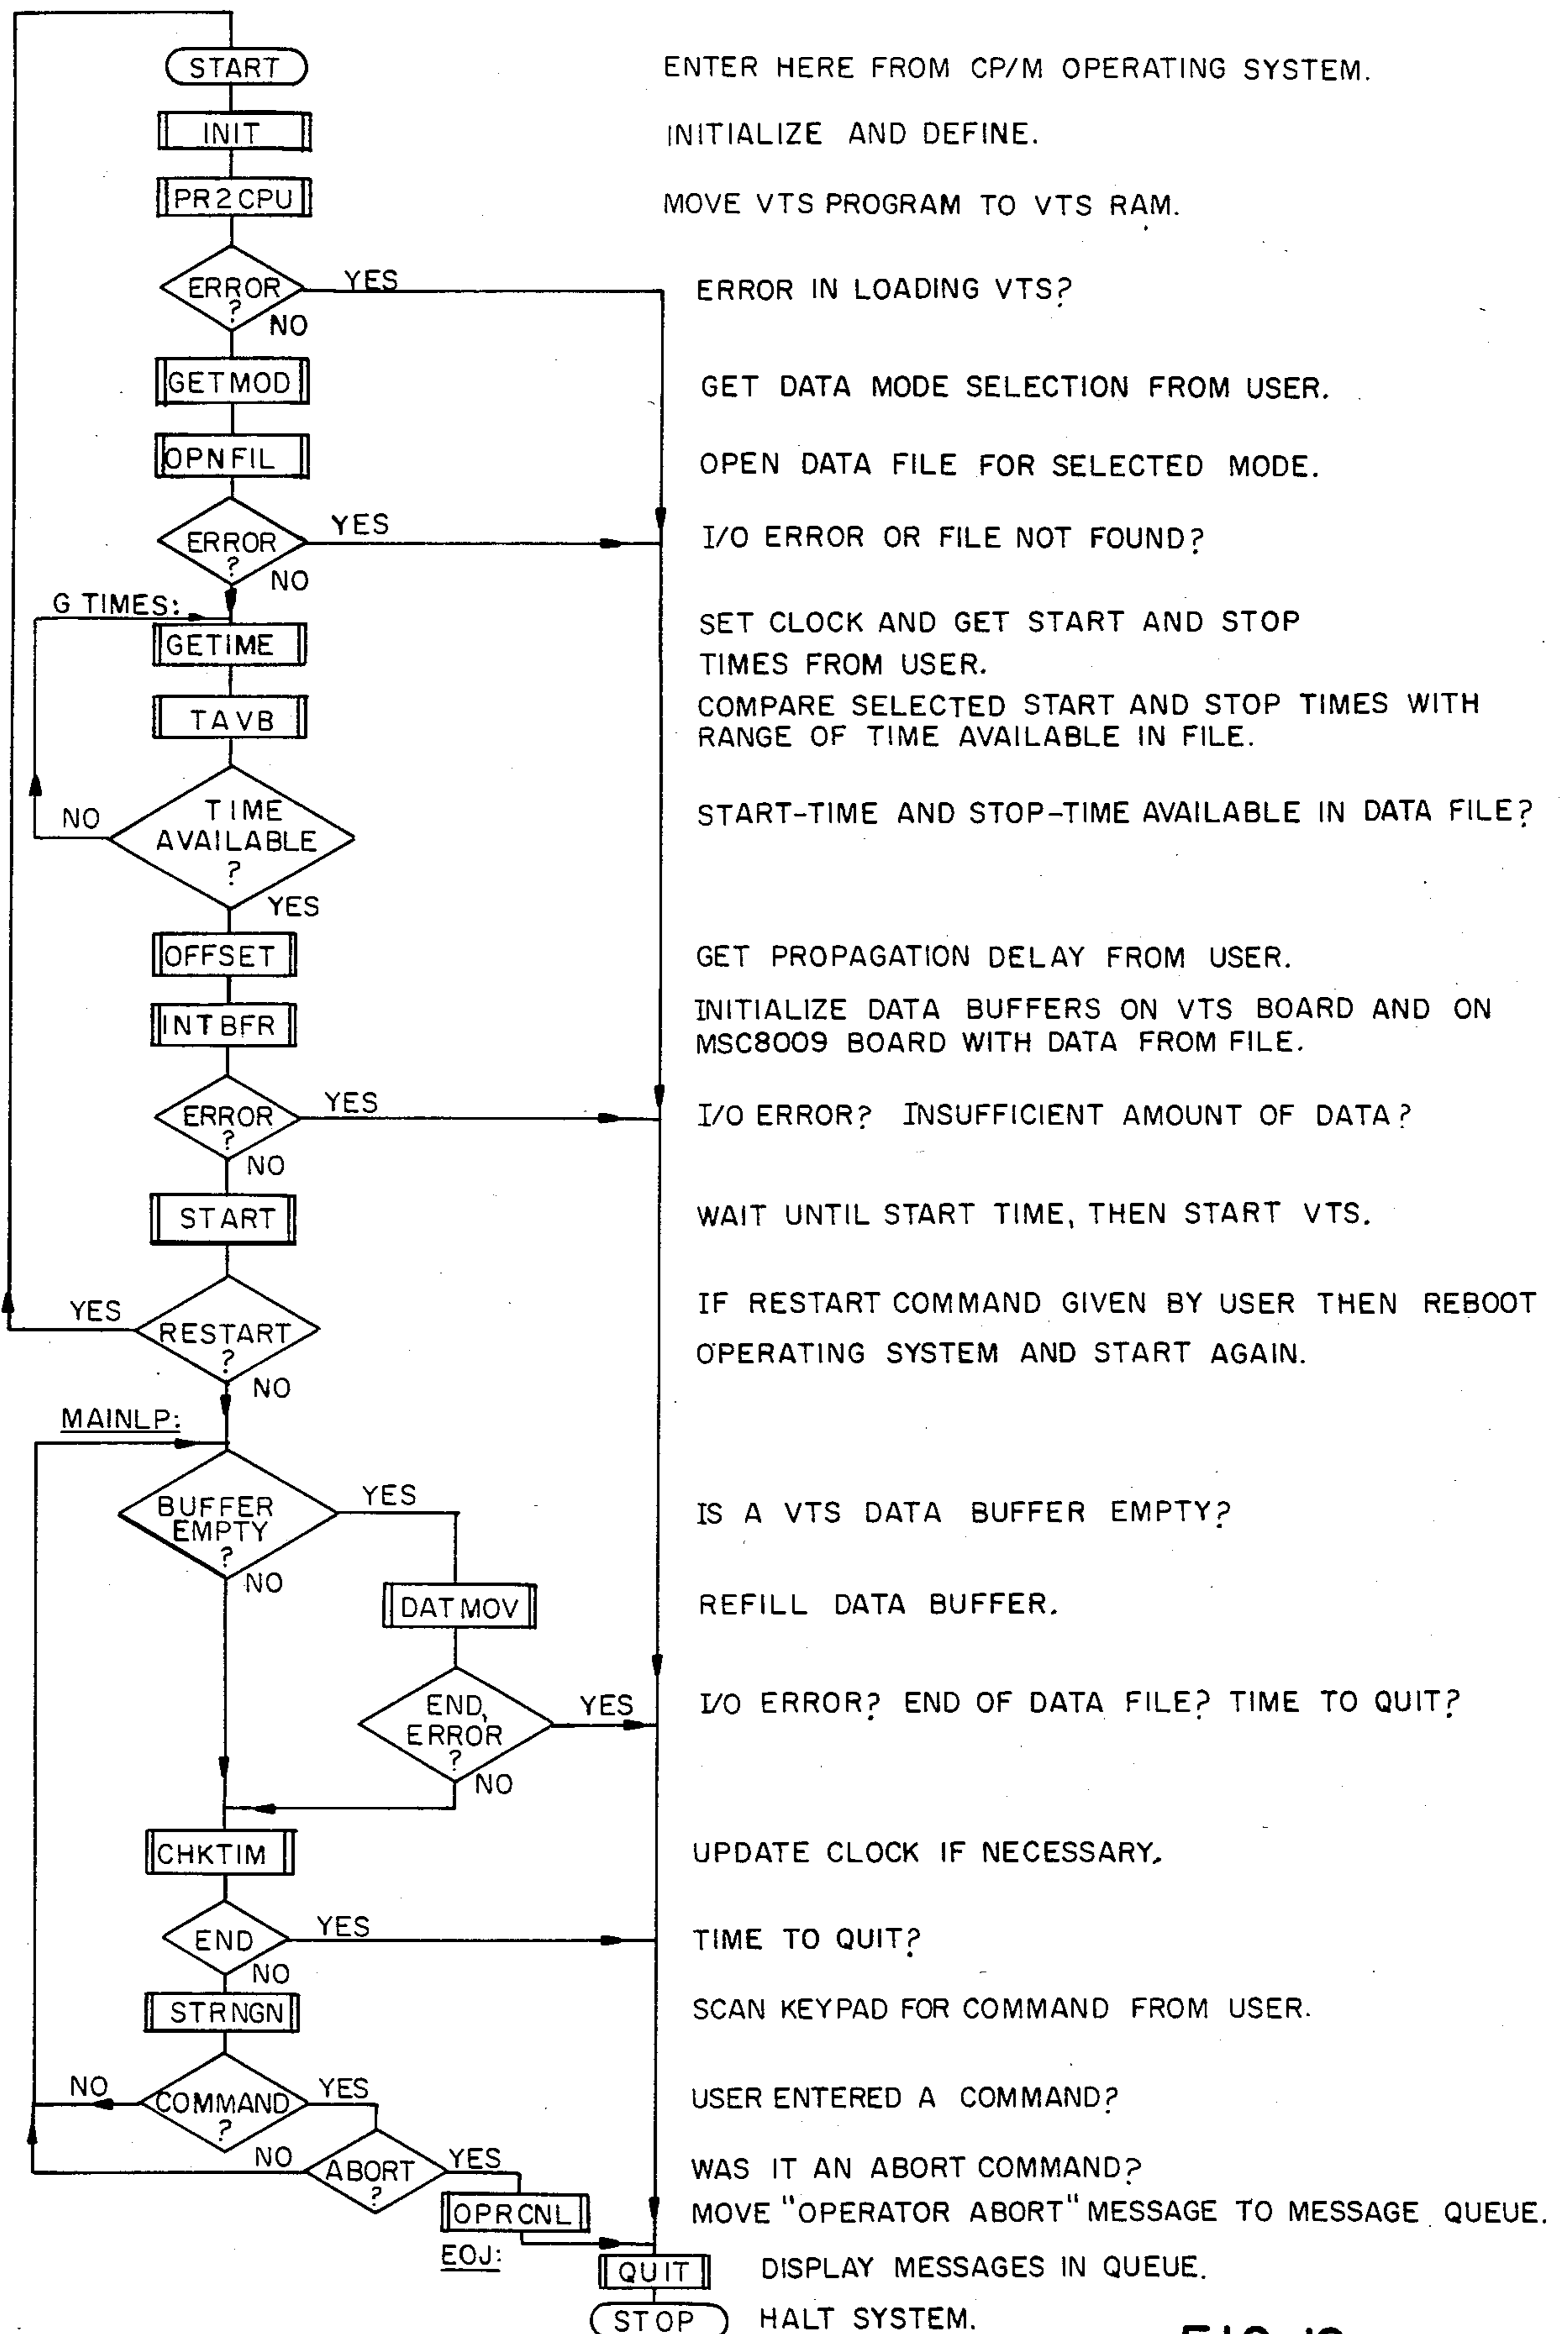 START
ENTER HERE FROM CP/M OPERATING SYSTEM.
INIT
INITIALIZE AND DEFINE.
PR2CPU
MOVE VTS PROGRAM TO VTS RAM.
ERROR
?
YES
NO
ERROR IN LOADING VTS?
GETMOD
GET DATA MODE SELECTION FROM USER.
OPNFIL
OPEN DATA FILE FOR SELECTED MODE.
ERROR
?
YES
NO
I/O ERROR OR FILE NOT FOUND?
G TIMES:
GETIME
SET CLOCK AND GET START AND STOP
TIMES FROM USER.
TAVB
COMPARE SELECTED START AND STOP TIMES WITH
RANGE OF TIME AVAILABLE IN FILE.
NO
TIME
AVAILABLE
?
YES
START-TIME AND STOP-TIME AVAILABLE IN DATA FILE?
OFFSET
GET PROPAGATION DELAY FROM USER.
INTBFR
INITIALIZE DATA BUFFERS ON VTS BOARD AND ON
MSC8009 BOARD WITH DATA FROM FILE.
ERROR
?
YES
NO
I/O ERROR? INSUFFICIENT AMOUNT OF DATA?
START
WAIT UNTIL START TIME, THEN START VTS.
YES
RESTART
?
NO
IF RESTART COMMAND GIVEN BY USER THEN REBOOT
OPERATING SYSTEM AND START AGAIN.
MAINLP:
BUFFER
EMPTY
?
YES
NO
IS A VTS DATA BUFFER EMPTY?
DATMOV
REFILL DATA BUFFER.
END,
ERROR
?
YES
NO
I/O ERROR? END OF DATA FILE? TIME TO QUIT?
CHKTIM
UPDATE CLOCK IF NECESSARY.
END
YES
NO
TIME TO QUIT?
STRNGN
SCAN KEYPAD FOR COMMAND FROM USER.
NO
COMMAND
?
YES
USER ENTERED A COMMAND?
NO
ABORT
?
YES
WAS IT AN ABORT COMMAND?
OPRCNL
MOVE "OPERATOR ABORT" MESSAGE TO MESSAGE QUEUE.
EOJ:
QUIT
DISPLAY MESSAGES IN QUEUE.
STOP
HALT SYSTEM.